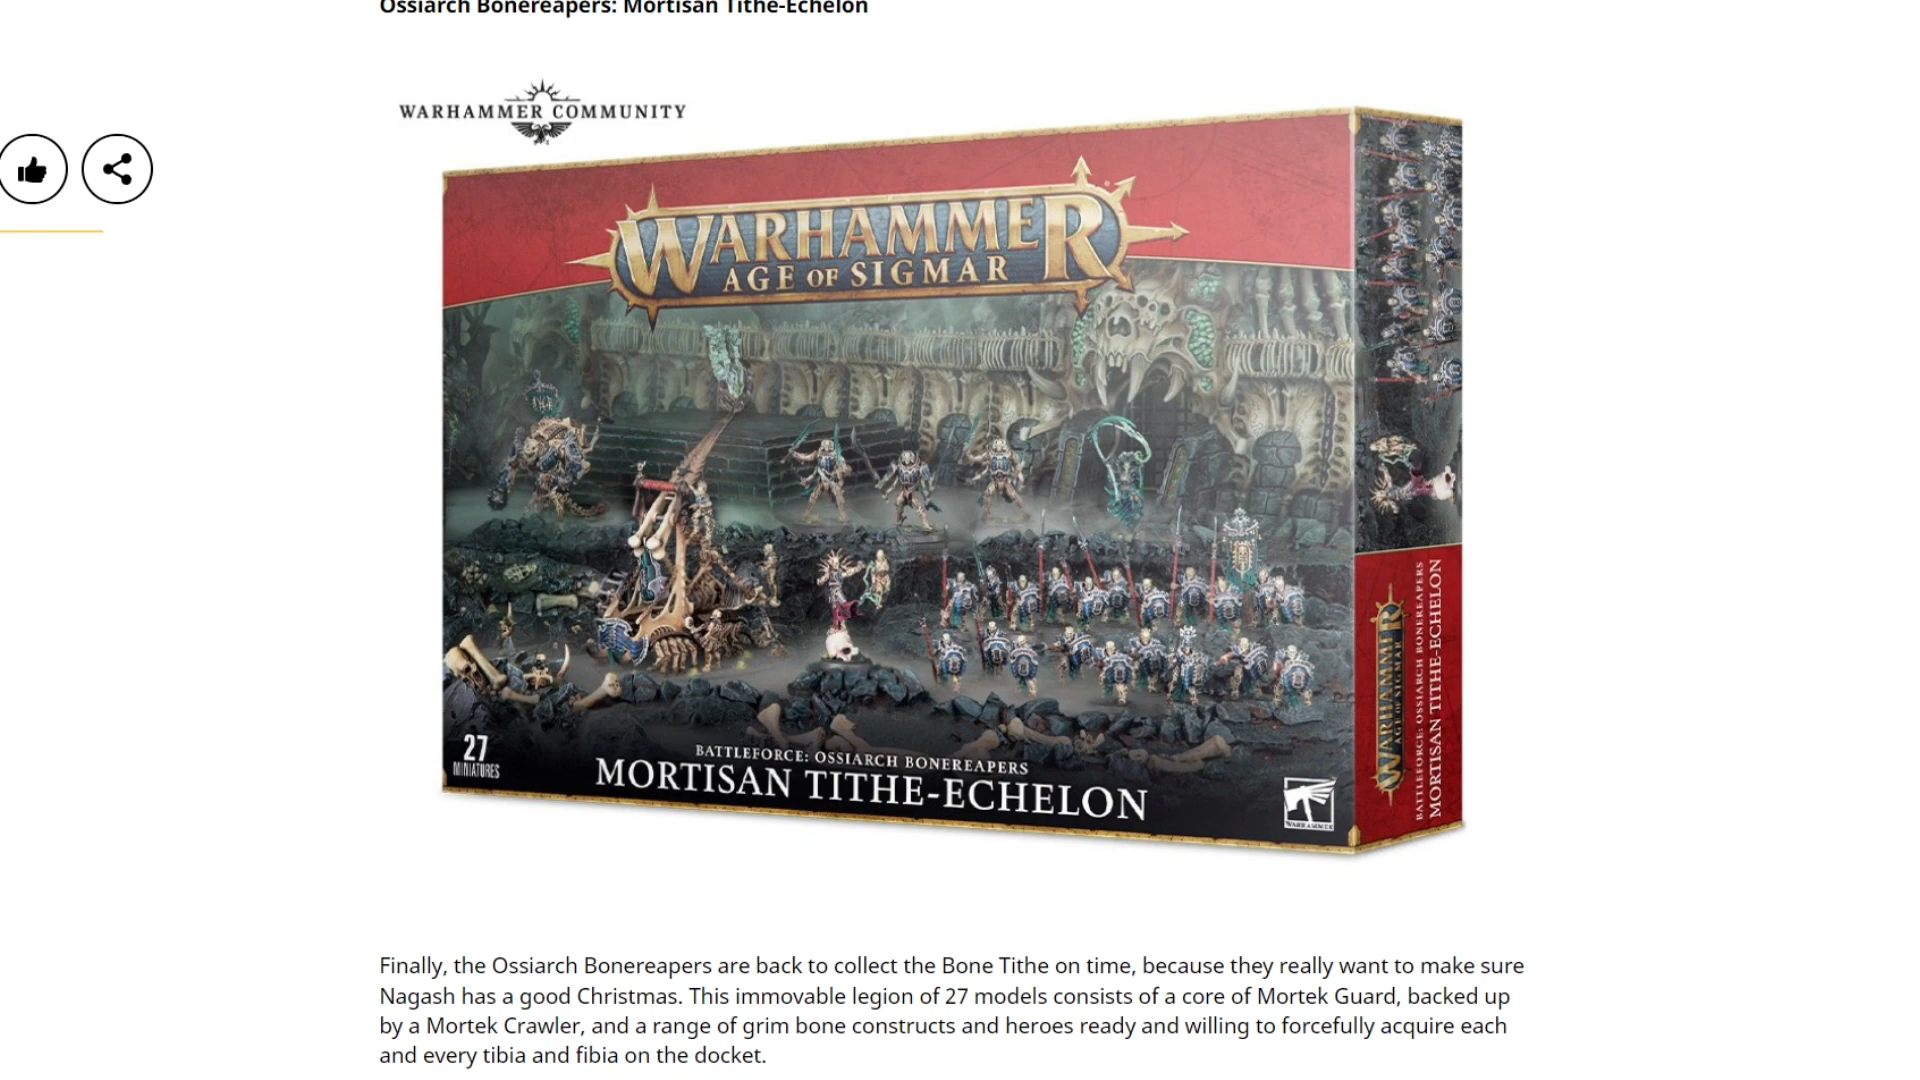 Ossiarch Bonereapers: Mortisan Tithe-Echelon
WARHAMMER COMMUNITY
WARHAMMER
AGE OF SIGMAR
27
MINIATURES
BATTLEFORCE: OSSIARCH BONEREAPERS
MORTISAN TITHE-ECHELON
WARHAMMER
WARHAMMER
AGE OF SIGMAR
BATTLEFORCE: OSSIARCH BONEREAPERS
MORTISAN TITHE-ECHELON
Finally, the Ossiarch Bonereapers are back to collect the Bone Tithe on time, because they really want to make sure
Nagash has a good Christmas. This immovable legion of 27 models consists of a core of Mortek Guard, backed up
by a Mortek Crawler, and a range of grim bone constructs and heroes ready and willing to forcefully acquire each
and every tibia and fibia on the docket.